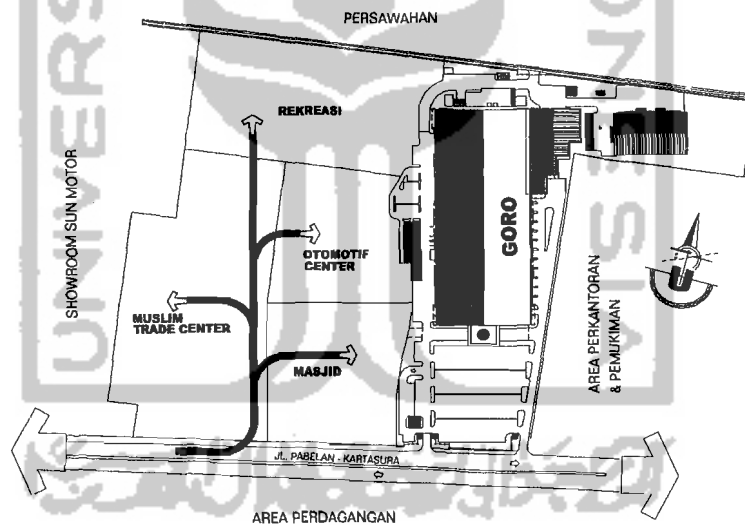 PERSAWAHAN
REKREASI
SHOWROOM SUN MOTOR
OTOMOTIF
CENTER
GORO
MUSLIM
TRADE CENTER
MASJID
AREA PERKANTORAN
& PEMUKIMAN
JL. PABELAN - KARTASURA
AREA PERDAGANGAN